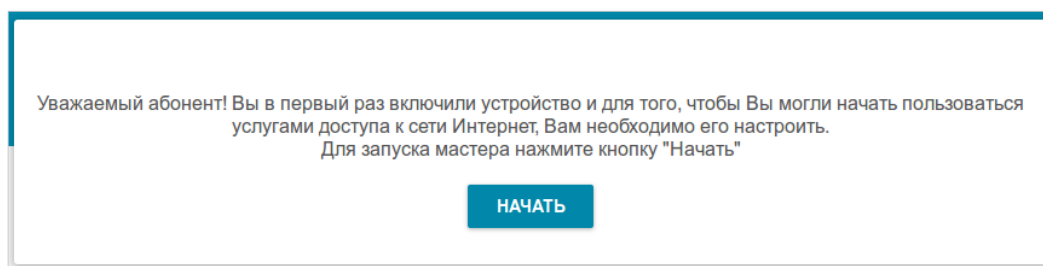 Уважаемый абонент! Вы в первый раз включили устройство и для того, чтобы Вы могли начать пользоваться
услугами доступа к сети Интернет, Вам необходимо его настроить.
Для запуска мастера нажмите кнопку "Начать"
НАЧАТЬ